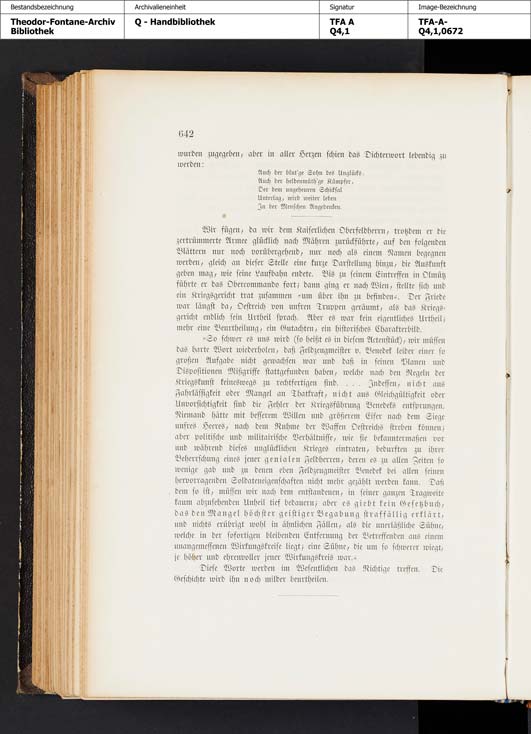 Bestandsbezeichnung
Archivalieneinheit
Signatur
Image-Bezeichnung
Theodor-Fontane-Archiv
Bibliothek
Q - Handbibliothek
TFA A
Q4,1
TFA-A-
Q4,1,0672
642
wurden zugegeben, aber in aller Herzen schien das Dichterwort lebendig zu
werden:
Auch der blut'ge Sohn des Unglücks,
Auch der heldenmüth'ge Kämpfer,
Der dem ungeheuren Schicksal
Unterlag, wird weiter leben
In der Menschen Angedenken.
Wir fügen, da wir dem Kaiserlichen Oberfeldherrn, trotzdem er die
zertrümmerte Armee glücklich nach Mähren zurückführte, auf den folgenden
Blättern nur noch vorübergehend, nur noch als einem Namen begegnen
werden, gleich an dieser Stelle eine kurze Darstellung hinzu, die Auskunft
geben mag, wie seine Laufbahn endete. Bis zu seinem Eintreffen in Olmütz
führte er das Obercommando fort; dann ging er nach Wien, stellte sich und
ein Kriegsgericht trat zusammen »um über ihn zu befinden«. Der Friede
war längst da, Oestreich von unsren Truppen geräumt, als das Kriegs-
gericht endlich sein Urtheil sprach. Aber es war kein eigentliches Urtheil,
mehr eine Beurtheilung, ein Gutachten, ein historisches Charakterbild.
»So schwer es uns wird (so heißt es in diesem Actenstück), wir müssen
das harte Wort wiederholen, daß Feldzeugmeister v. Benedek leider einer so
großen Aufgabe nicht gewachsen war und daß in seinen Planen und
Dispositionen Mißgriffe stattgefunden haben, welche nach den Regeln der
Kriegskunst keineswegs zu rechtfertigen sind. . . . Indessen, nicht aus
Fahrlässigkeit oder Mangel an Thatkraft, nicht aus Gleichgültigkeit oder
Unvorsichtigkeit sind die Fehler der Kriegsführung Benedeks entsprungen.
Niemand hätte mit besserem Willen und größerem Eifer nach dem Siege
unsres Heeres, nach dem Ruhme der Waffen Oestreichs streben können;
aber politische und militairische Verhältnisse, wie sie bekanntermaßen vor
und während dieses unglücklichen Krieges eintraten, bedurften zu ihrer
Beherrschung eines jener genialen Feldherren, deren es zu allen Zeiten so
wenige gab und zu denen eben Feldzeugmeister Benedek bei allen seinen
hervorragenden Soldateneigenschaften nicht mehr gezählt werden kann. Daß
dem so ist, müssen wir nach dem entstandenen, in seiner ganzen Tragweite
kaum abzusehenden Unheil tief bedauern; aber es giebt kein Gesetzbuch,
das den Mangel höchster geistiger Begabung straffällig erklärt,
und nichts erübrigt wohl in ähnlichen Fällen, als die unerläßliche Sühne,
welche in der sofortigen bleibenden Entfernung der Betreffenden aus einem
unangemessenen Wirkungskreise liegt; eine Sühne, die um so schwerer wiegt,
je höher und ehrenvoller jener Wirkungskreis war.«
Diese Worte werden im Wesentlichen das Richtige treffen. Die
Geschichte wird ihn noch milder beurtheilen.